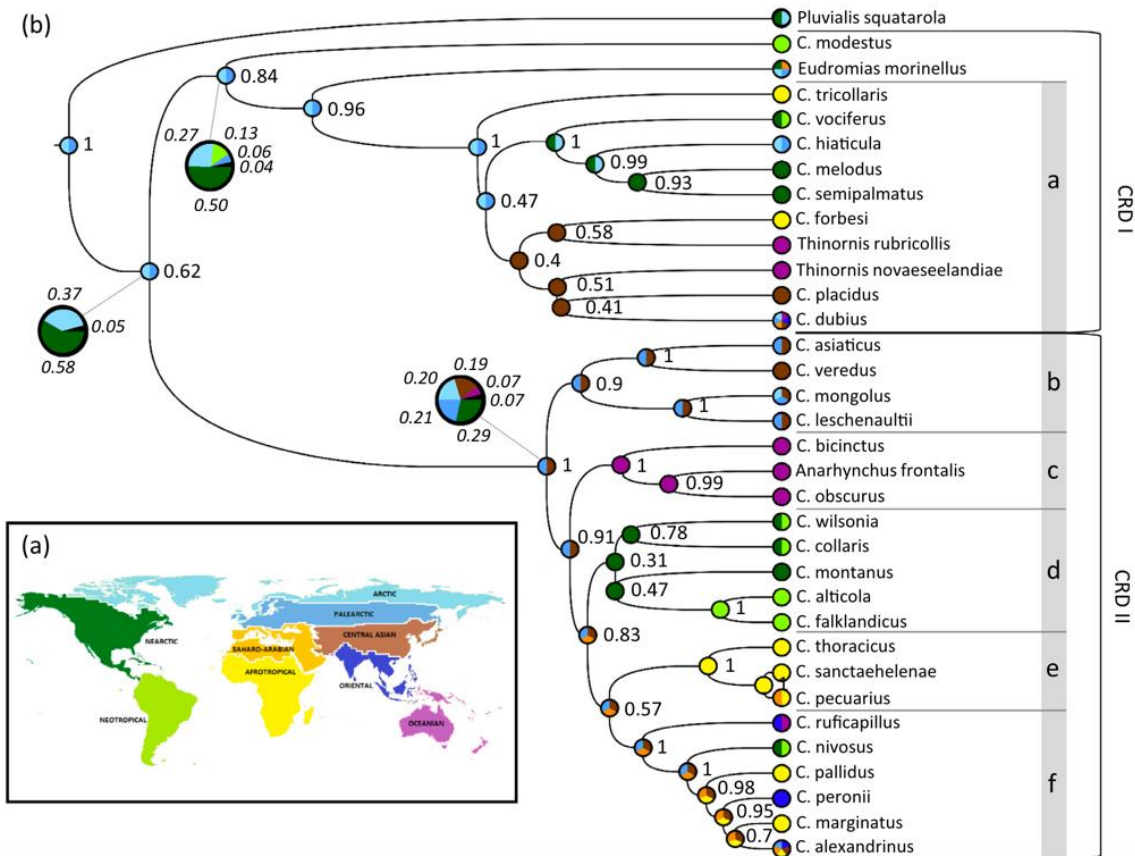 (b)
Pluvialis squatarola
C. modestus
Eudromias morinellus
C. tricollaris
C. vociferus
C. hiaticula
C. melodus
C. semipalmatus
C. forbesi
Thinornis rubricollis
Thinornis novaeseelandiae
C. placidus
C. dubius
C. asiaticus
C. veredus
C. mongolus
C. leschenaultii
C. bicinctus
Anarhynchus frontalis
C. obscurus
C. wilsonia
C. collaris
C. montanus
C. alticola
C. falklandicus
C. thoracicus
C. sanctaehelenae
C. pecuarius
C. ruficapillus
C. nivosus
C. pallidus
C. peronii
C. marginatus
C. alexandrinus
a
b
c
d
e
f
CRD I
CRD II
1
0.84
0.96
0.27
0.13
0.06
0.04
0.50
1
1
0.99
0.93
0.47
0.58
0.4
0.51
0.41
0.62
0.37
0.05
0.58
1
0.9
1
0.20
0.19
0.07
0.07
0.21
0.29
1
1
0.99
0.91
0.78
0.31
0.47
1
0.83
1
1
0.57
1
1
0.98
0.95
0.7
(a)
ARCTIC
PALEARCTIC
NEARCTIC
CENTRAL ASIAN
SAHARO-ARABIAN
AFROTROPICAL
ORIENTAL
NEOTROPICAL
OCEANIAN